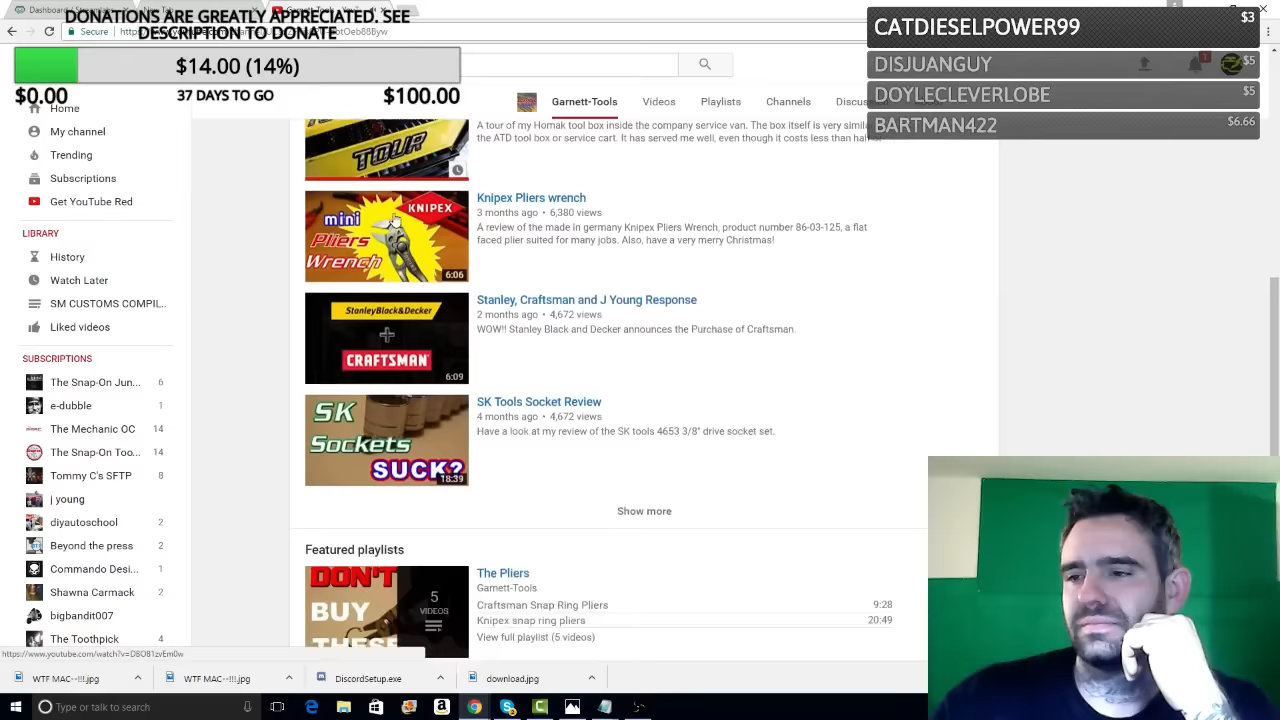 DONATIONS ARE GREATLY APPRECIATED. SEE
DESCRIPTION TO DONATE
Secure
$14.00 (14%)
$0.00
37 DAYS TO GO
$100.00
CATDIESELPOWER99 $3
DISJUANGUY $5
DOYLECLEVERLOBE $5
BARTMAN422 $6.66
Garnett-Tools
Videos
Playlists
Channels
Home
My channel
Trending
Subscriptions
Get YouTube Red
LIBRARY
History
Watch Later
SM CUSTOMS COMPIL...
Liked videos
SUBSCRIPTIONS
The Snap-On Jun... 6
e-dubble 1
The Mechanic OC 14
The Snap-On Too... 14
Tommy C's SFTP 8
j young
diyautoschool 2
Beyond the press 2
Commando Desi... 1
Shawna Carmack 2
bigbandit007
The Toothpick 4
https://www.youtube.com/watch?v=D8O81zvEm0w
TOUR
A tour of my Homak tool box inside the company service van. The box itself is very simil
the ATD tool box or service cart. It has served me well, even though it costs less than half
mini
Pliers
Wrench
KNIPEX
6:06
Knipex Pliers wrench
3 months ago • 6,380 views
A review of the made in germany Knipex Pliers Wrench, product number 86-03-125, a flat
faced plier suited for many jobs. Also, have a very merry Christmas!
StanleyBlack&Decker
+
CRAFTSMAN
6:09
Stanley, Craftsman and J Young Response
2 months ago • 4,672 views
WOW!! Stanley Black and Decker announces the Purchase of Craftsman.
SK
Sockets
SUCK?
18:39
SK Tools Socket Review
4 months ago • 4,672 views
Have a look at my review of the SK tools 4653 3/8" drive socket set.
Show more
Featured playlists
DON'T
BUY
THESE
5
VIDEOS
The Pliers
Garnett-Tools
Craftsman Snap Ring Pliers 9:28
Knipex snap ring pliers 20:49
View full playlist (5 videos)
WTF MAC--!!!.jpg
WTF MAC--!!!.jpg
DiscordSetup.exe
download.jpg
Type here to search